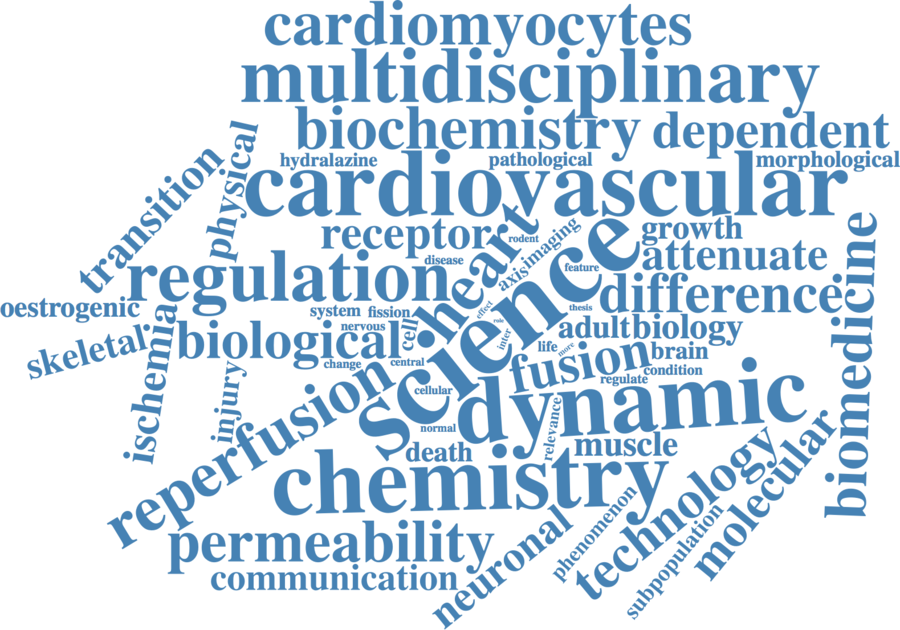 cardiomyocytes
multidisciplinary
biochemistry
dependent
hydralazine
pathological
morphological
transition
physical
cardiovascular
receptor
heart
rodent
imaging
axis
growth
attenuate
disease
feature
regulation
science
difference
biomedicine
oestrogenic
system
fission
effect
thesis
nervous
role
adult
biology
biological
cell
inter
life
more
skeletal
ischemia
injury
change
central
fusion
brain
condition
regulate
reperfusion
cellular
dynamic
normal
relevance
death
muscle
chemistry
technology
molecular
permeability
neuronal
phenomenon
subpopulation
communication